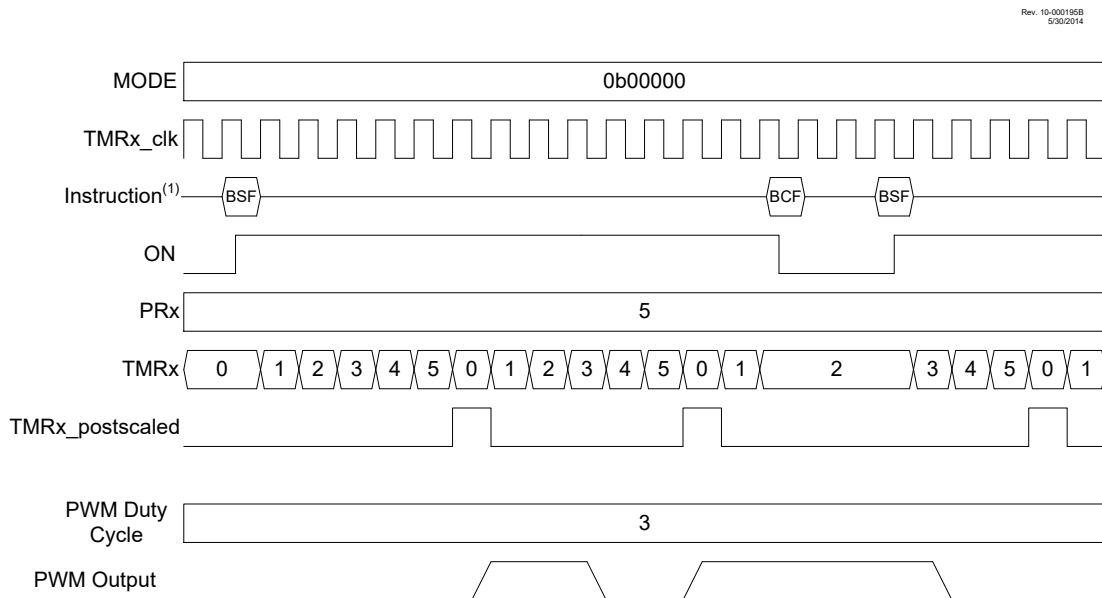 Rev. 10-000195B
5/30/2014
MODE 0b00000
TMRx_clk
Instruction(1) BSF BCF BSF
ON
PRx 5
TMRx 0 1 2 3 4 5 0 1 2 3 4 5 0 1 2 3 4 5 0 1
TMRx_postscaled
PWM Duty
Cycle 3
PWM Output